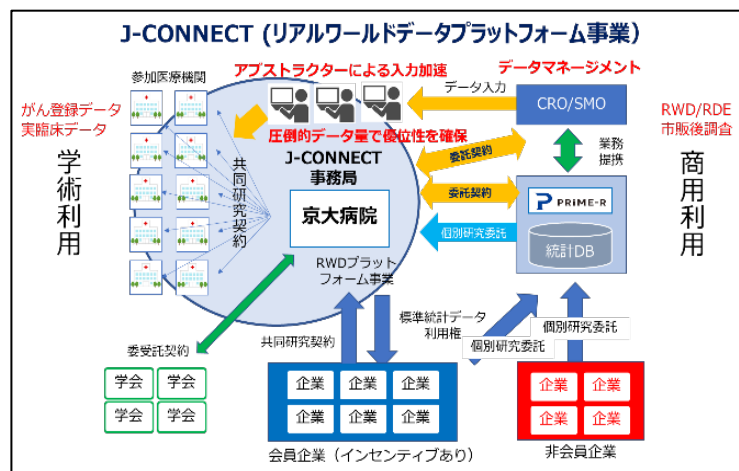 J-CONNECT (リアルワールドデータプラットフォーム事業)
参加医療機関
アブストラクターによる入力加速
データマネージメント
データ入力
CRO/SMO
がん登録データ
実臨床データ
RWD/RDE
市販後調査
圧倒的データ量で優位性を確保
学術利用
共同研究契約
J-CONNECT
事務局
京大病院
委託契約
業務
提携
委託契約
PRiME-R
商用利用
個別研究委託
統計DB
RWDプラット
フォーム事業
標準統計データ
利用権
個別研究委託
個別研究委託
委受託契約
共同研究契約
学会 学会
学会 学会
企業 企業 企業
企業 企業 企業
企業 企業
企業 企業
会員企業(インセンティブあり)
非会員企業